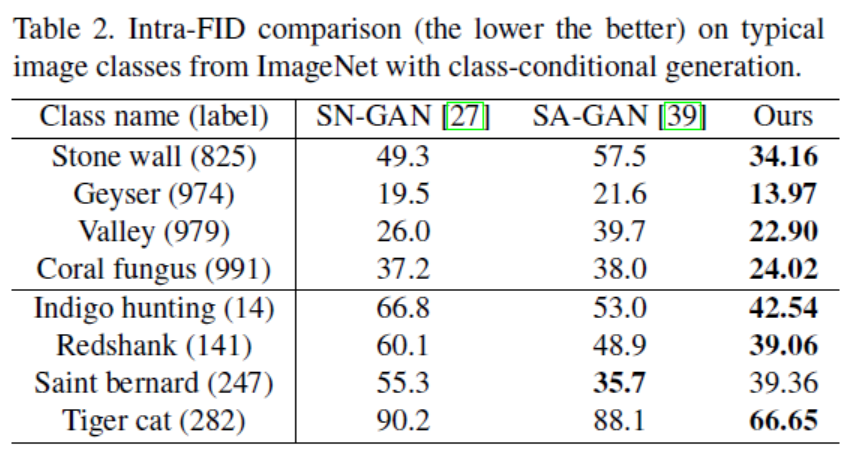 Table 2. Intra-FID comparison (the lower the better) on typical
image classes from ImageNet with class-conditional generation.
Class name (label) SN-GAN [27] SA-GAN [39] Ours
Stone wall (825) 49.3 57.5 34.16
Geyser (974) 19.5 21.6 13.97
Valley (979) 26.0 39.7 22.90
Coral fungus (991) 37.2 38.0 24.02
Indigo hunting (14) 66.8 53.0 42.54
Redshank (141) 60.1 48.9 39.06
Saint bernard (247) 55.3 35.7 39.36
Tiger cat (282) 90.2 88.1 66.65